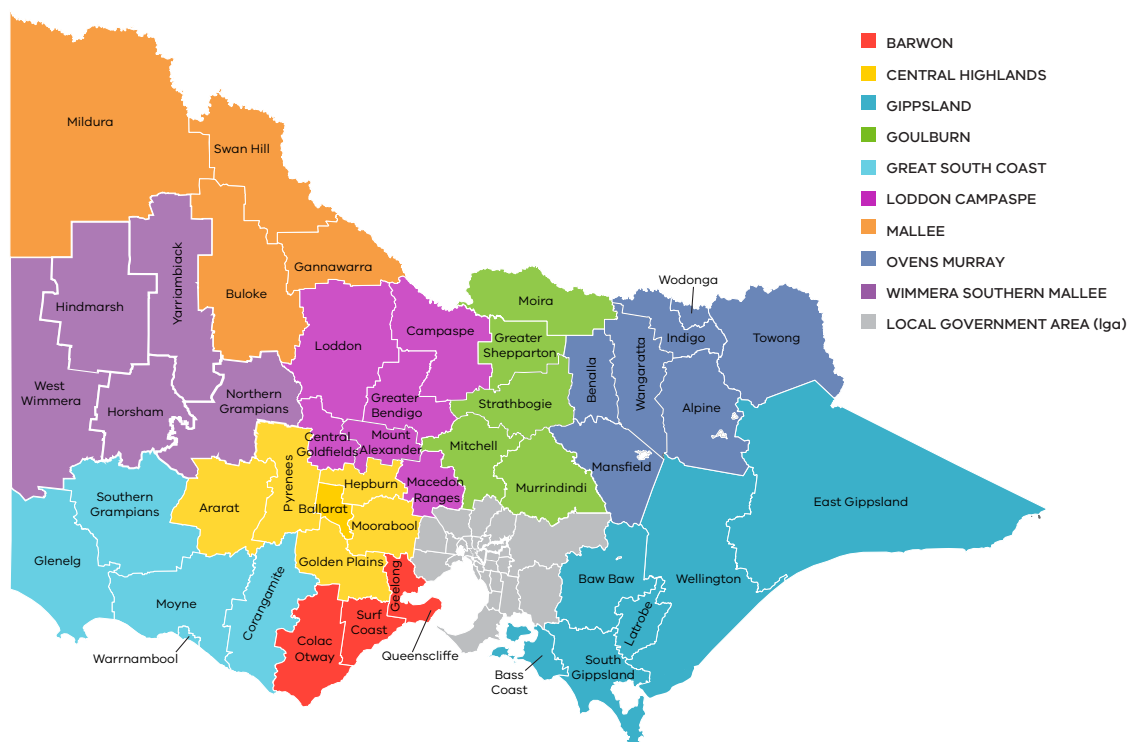 BARWON
CENTRAL HIGHLANDS
GIPPSLAND
GOULBURN
GREAT SOUTH COAST
LODDON CAMPASPE
MALLEE
OVENS MURRAY
WIMMERA SOUTHERN MALLEE
LOCAL GOVERNMENT AREA (lga)
Mildura
Swan Hill
Gannawarra
Buloke
Yarriambiack
Hindmarsh
West
Wimmera
Horsham
Northern
Grampians
Loddon
Campaspe
Greater
Bendigo
Central
Goldfields
Mount
Alexander
Macedon
Ranges
Moira
Greater
Shepparton
Strathbogie
Mitchell
Murrindindi
Wodonga
Indigo
Towong
Benalla
Wangaratta
Alpine
Mansfield
East Gippsland
Wellington
Baw Baw
Latrobe
South
Gippsland
Bass
Coast
Pyrenees
Ararat
Hepburn
Ballarat
Moorabool
Golden Plains
Southern
Grampians
Glenelg
Moyne
Corangamite
Warrnambool
Geelong
Surf
Coast
Colac
Otway
Queenscliffe